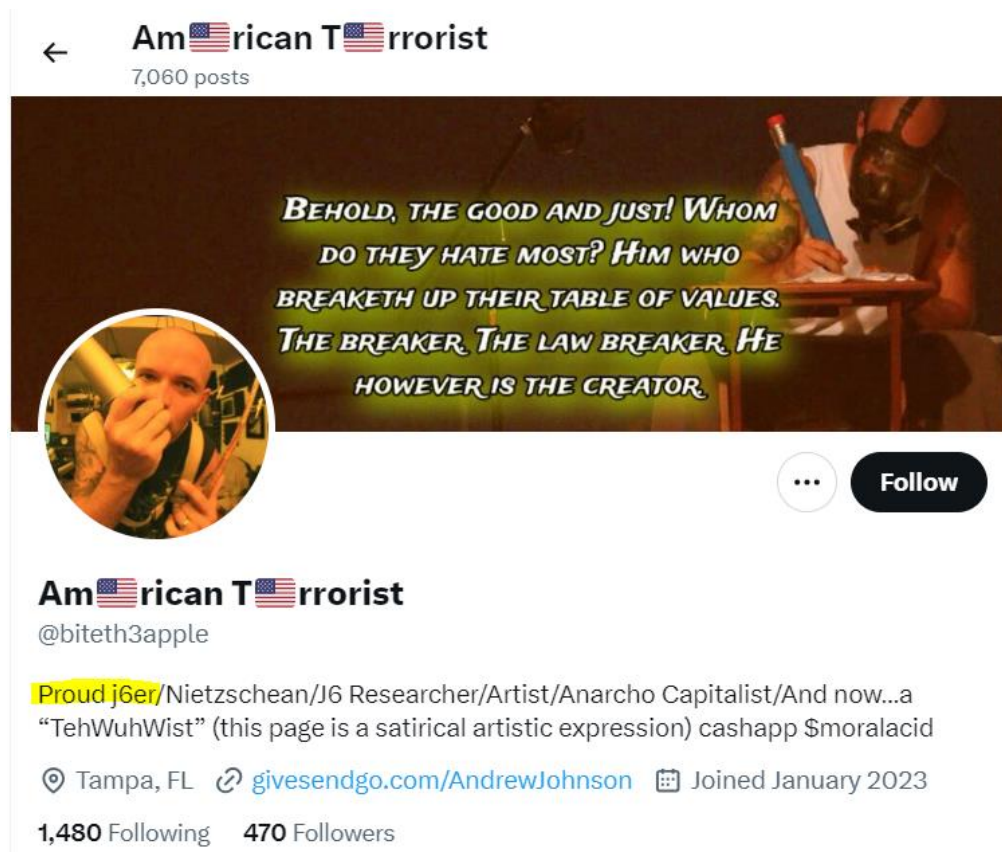 Am🇺🇸rican T🇺🇸rrorist
7,060 posts
BEHOLD, THE GOOD AND JUST! WHOM
DO THEY HATE MOST? HIM WHO
BREAKETH UP THEIR TABLE OF VALUES.
THE BREAKER. THE LAW BREAKER. HE
HOWEVER IS THE CREATOR.
Follow
Am🇺🇸rican T🇺🇸rrorist
@biteth3apple
Proud j6er/Nietzschean/J6 Researcher/Artist/Anarcho Capitalist/And now...a
“TehWuhWist” (this page is a satirical artistic expression) cashapp $moralacid
Tampa, FL givesendgo.com/AndrewJohnson Joined January 2023
1,480 Following 470 Followers